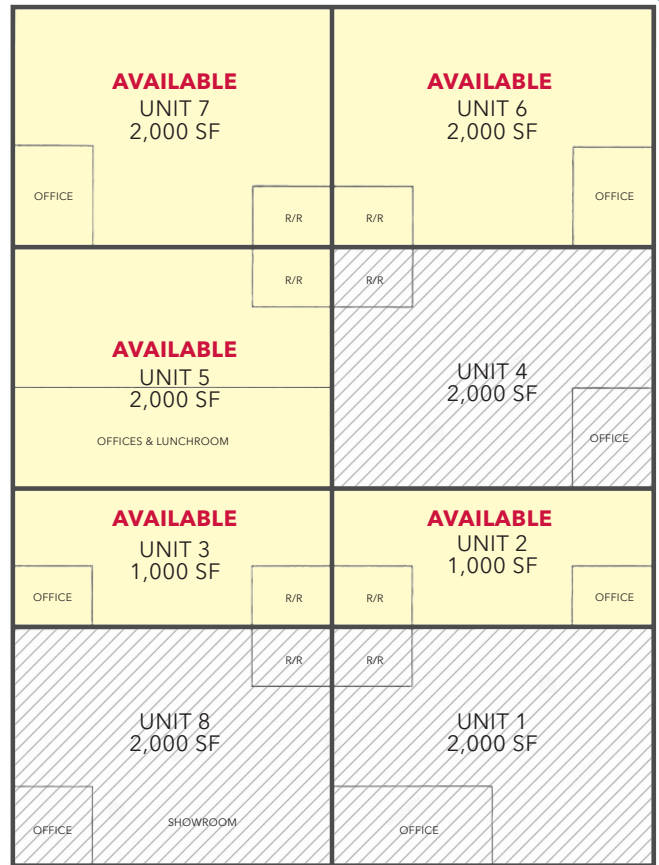 AVAILABLE
UNIT 7
2,000 SF
OFFICE
R/R
AVAILABLE
UNIT 6
2,000 SF
R/R
OFFICE
R/R
AVAILABLE
UNIT 5
2,000 SF
OFFICES & LUNCHROOM
R/R
UNIT 4
2,000 SF
OFFICE
AVAILABLE
UNIT 3
1,000 SF
OFFICE
R/R
AVAILABLE
UNIT 2
1,000 SF
R/R
OFFICE
R/R
UNIT 8
2,000 SF
OFFICE
SHOWROOM
R/R
UNIT 1
2,000 SF
OFFICE